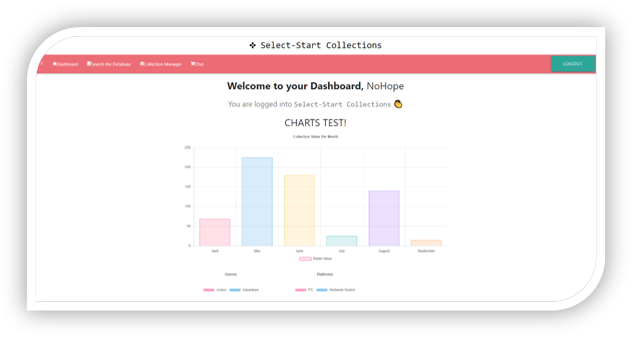 ❖ Select-Start Collections
Dashboard Search the Database Collection Manager Chat LOGOUT
Welcome to your Dashboard, NoHope
You are logged into Select-Start Collections
CHARTS TEST!
Collection Value Per Month
250
200
150
100
50
0
April May June July August September
Retail Value
Genres Platforms
Action Adventure PC Nintendo Switch